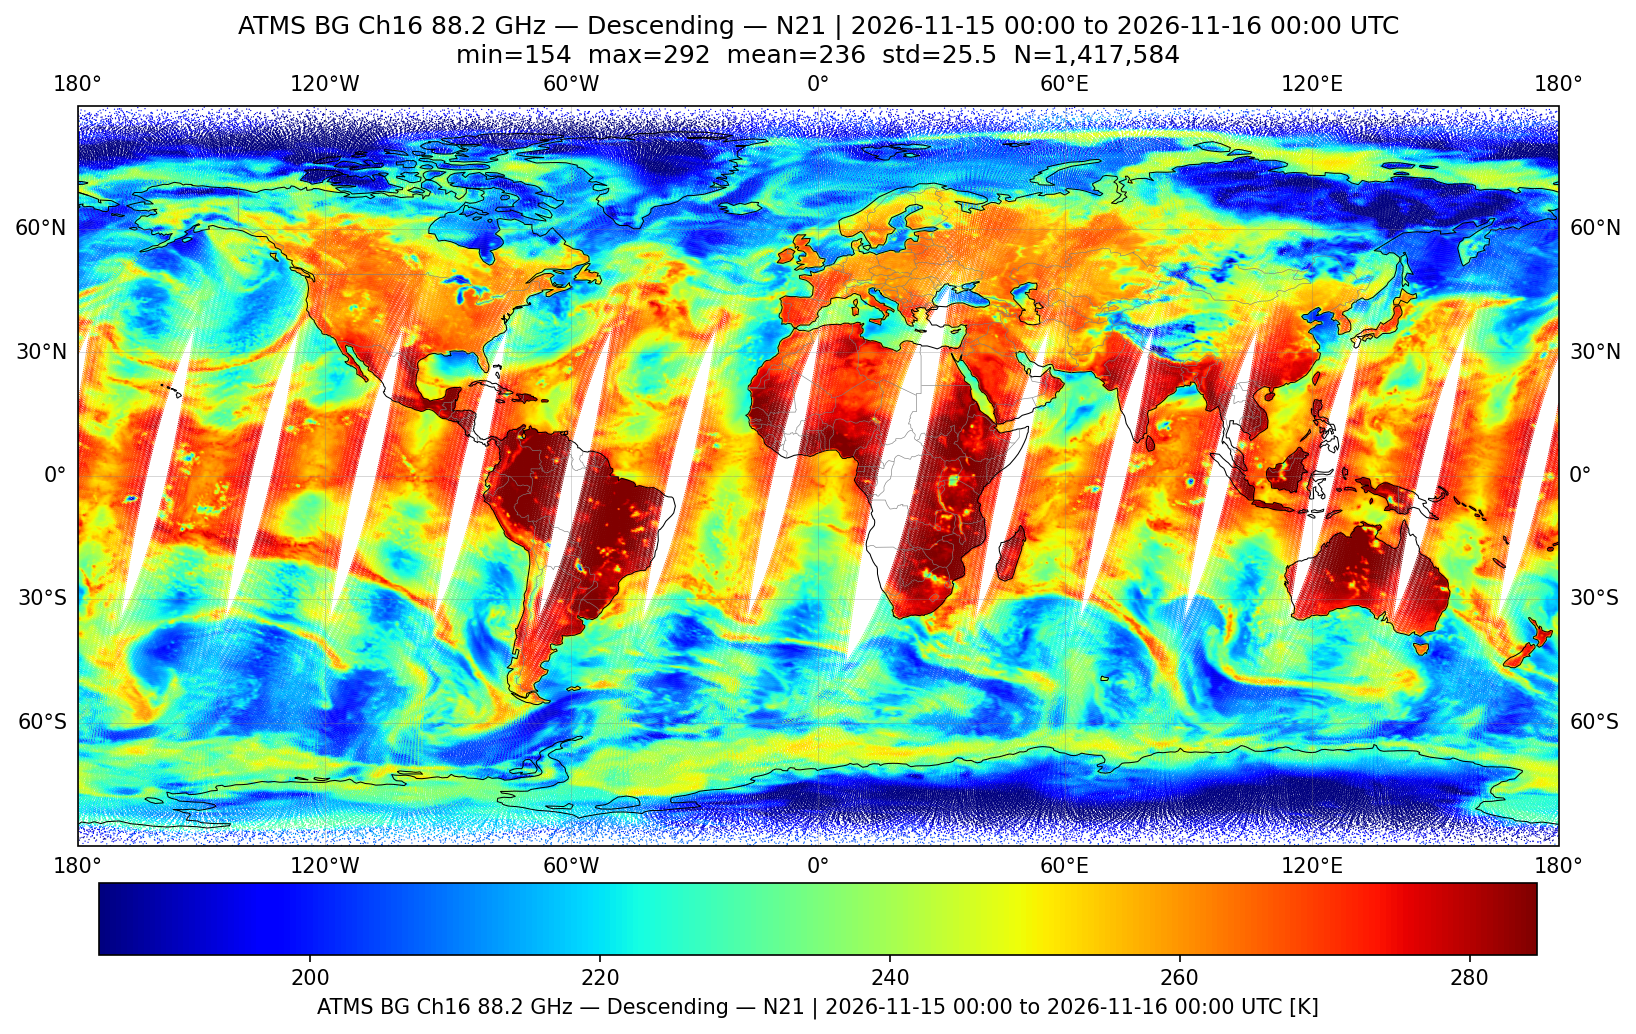 ATMS BG Ch16 88.2 GHz — Descending — N21 | 2026-11-15 00:00 to 2026-11-16 00:00 UTC
min=154  max=292  mean=236  std=25.5  N=1,417,584
180° 120°W 60°W 0° 60°E 120°E 180°
60°N 60°N
30°N 30°N
0° 0°
30°S 30°S
60°S 60°S
180° 120°W 60°W 0° 60°E 120°E 180°
200 220 240 260 280
ATMS BG Ch16 88.2 GHz — Descending — N21 | 2026-11-15 00:00 to 2026-11-16 00:00 UTC [K]